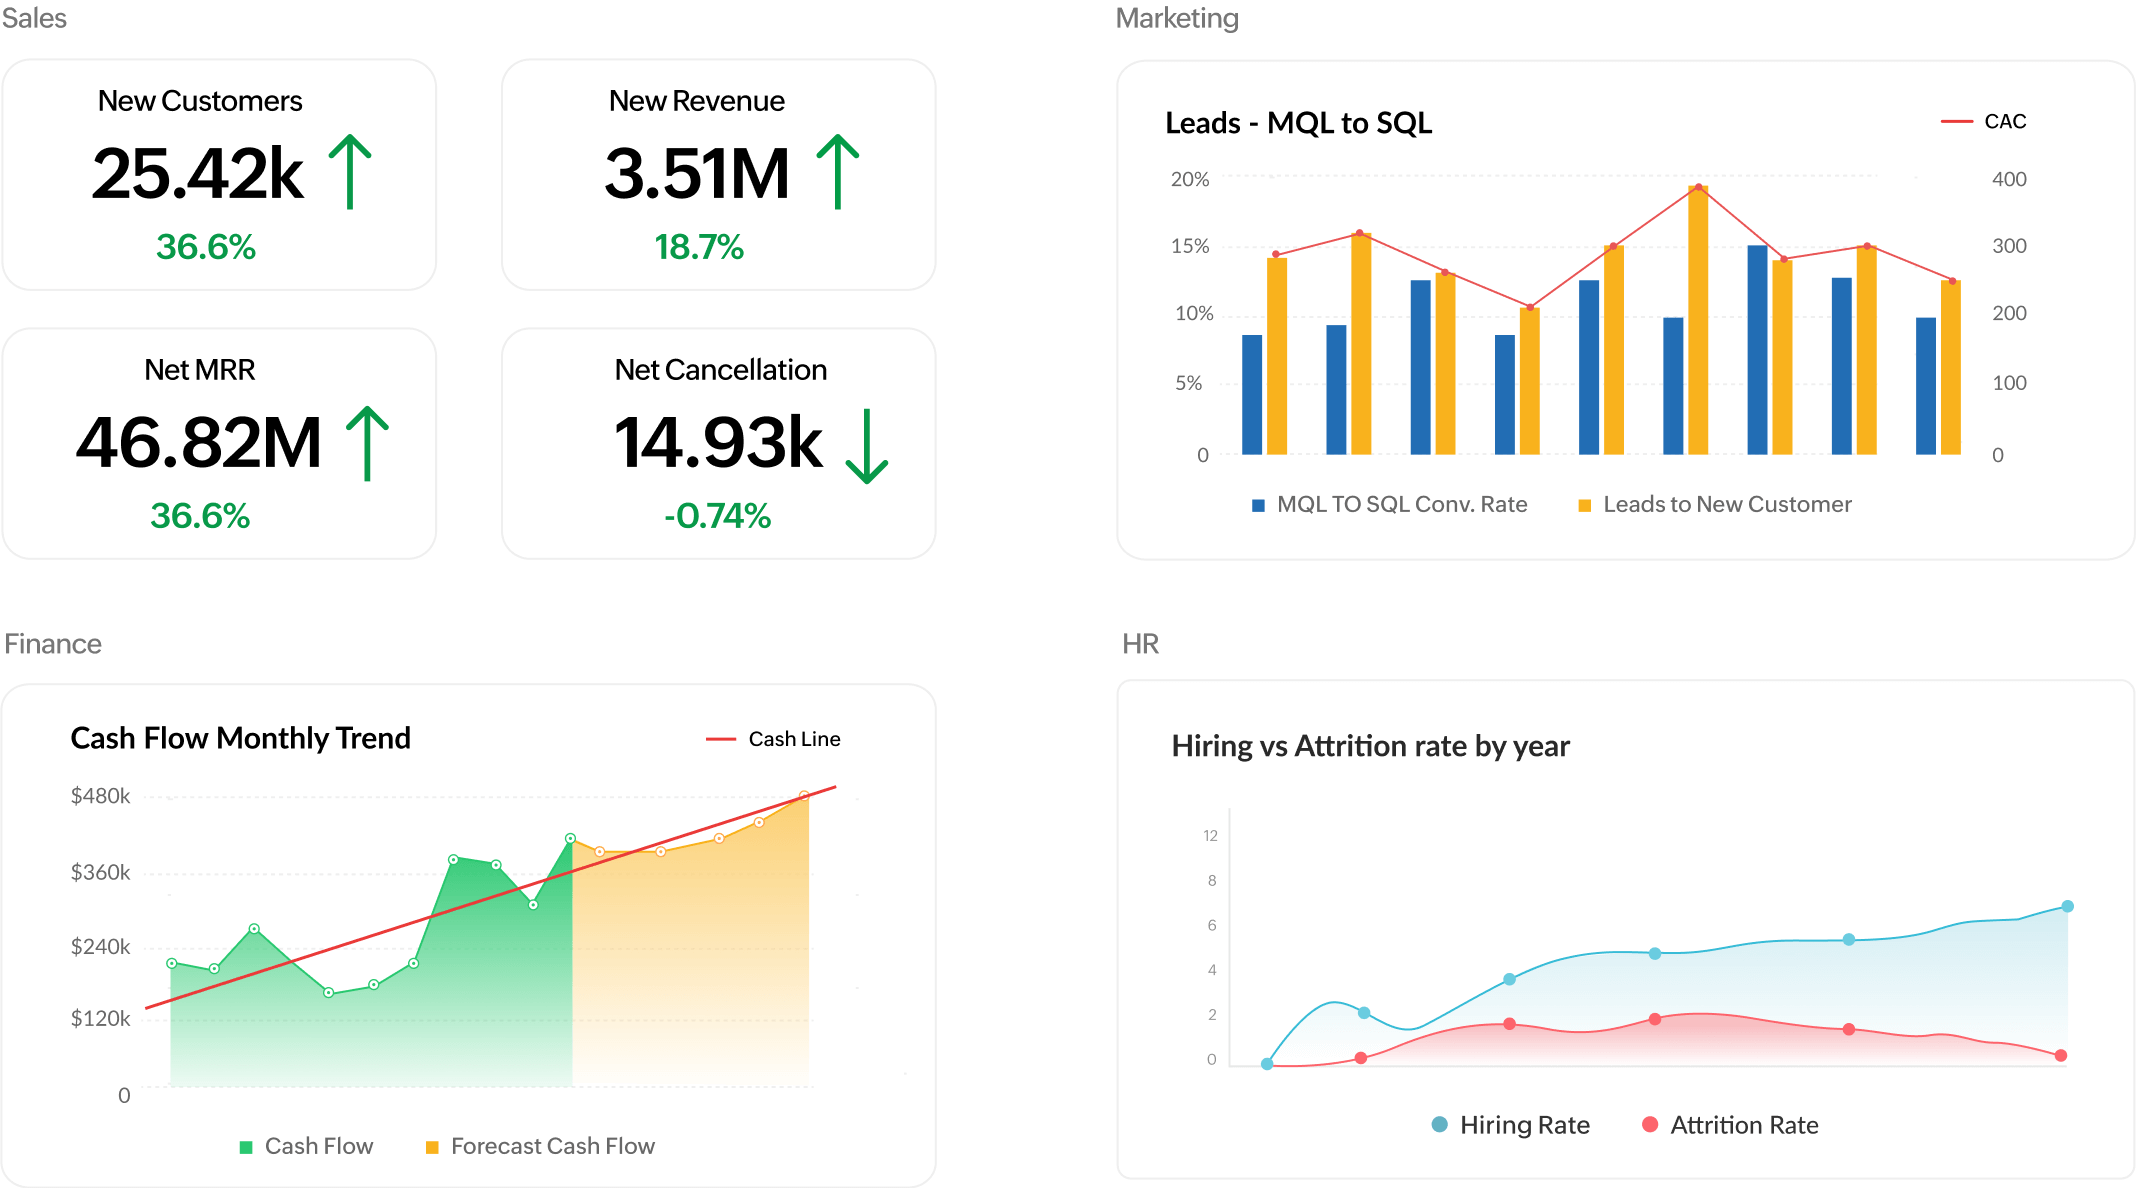 Sales
New Customers
25.42k
36.6%
New Revenue
3.51M
18.7%
Net MRR
46.82M
36.6%
Net Cancellation
14.93k
-0.74%
Marketing
Leads - MQL to SQL
CAC
20%
15%
10%
5%
0
400
300
200
100
0
MQL TO SQL Conv. Rate
Leads to New Customer
Finance
Cash Flow Monthly Trend
Cash Line
$480k
$360k
$240k
$120k
0
Cash Flow
Forecast Cash Flow
HR
Hiring vs Attrition rate by year
12
8
6
4
2
0
Hiring Rate
Attrition Rate